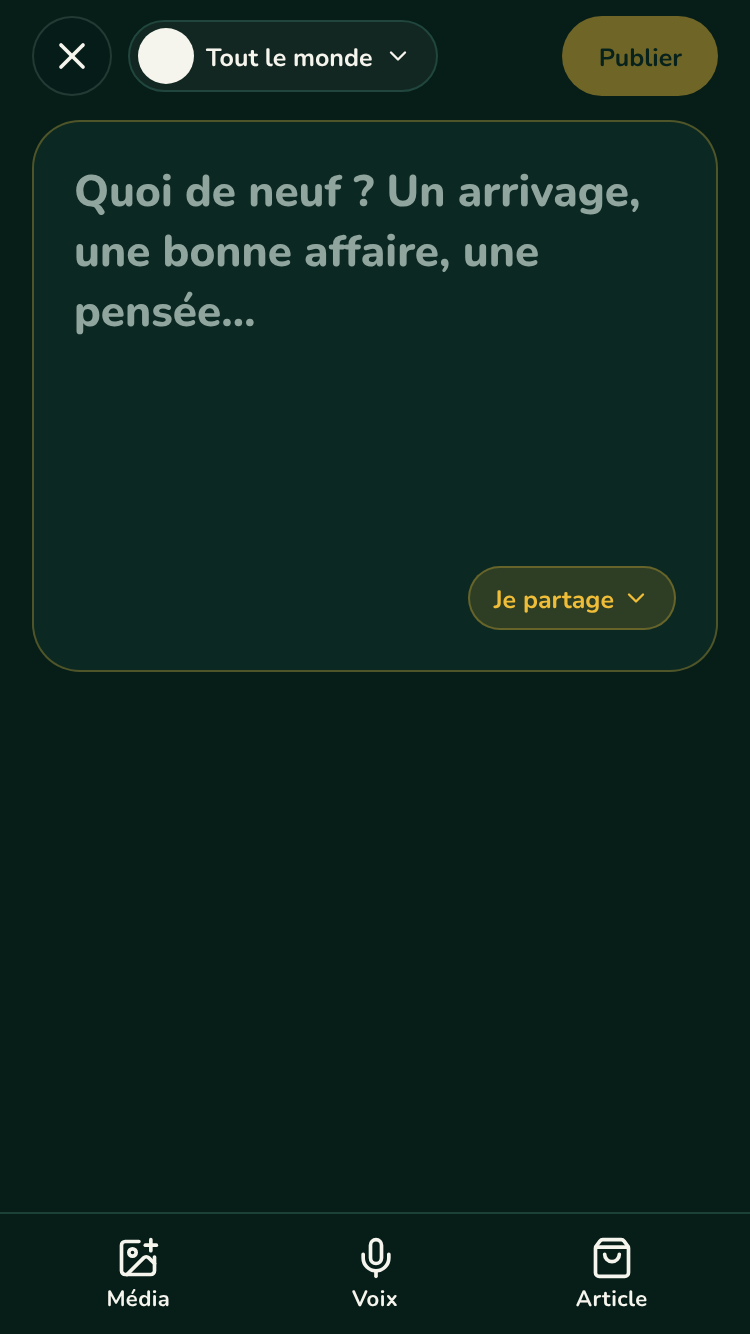 Tout le monde
Publier
Quoi de neuf ? Un arrivage,
une bonne affaire, une
pensée...
Je partage
Média
Voix
Article